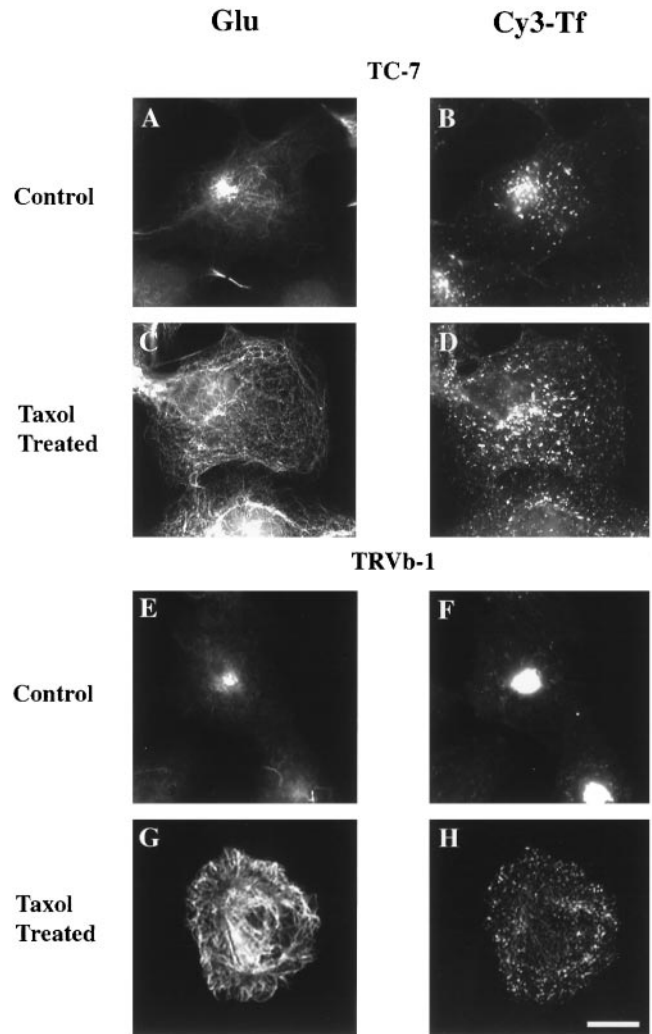 Glu Cy3-Tf
TC-7
A B
Control
C D
Taxol
Treated
TRVb-1
E F
Control
G H
Taxol
Treated